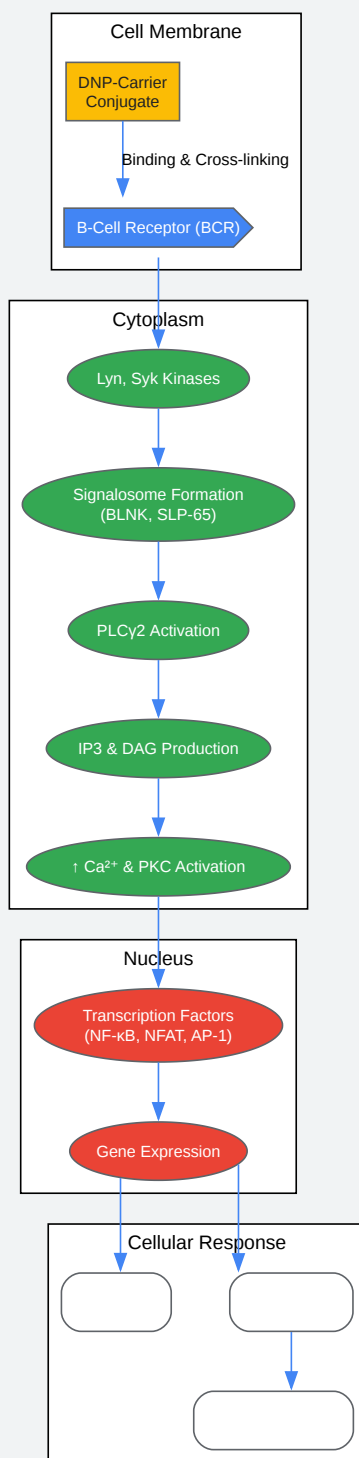 Cell Membrane
DNP-Carrier
Conjugate
Binding & Cross-linking
B-Cell Receptor (BCR)
Cytoplasm
Lyn, Syk Kinases
Signalosome Formation
(BLNK, SLP-65)
PLCγ2 Activation
IP3 & DAG Production
↑ Ca²⁺ & PKC Activation
Nucleus
Transcription Factors
(NF-κB, NFAT, AP-1)
Gene Expression
Cellular Response